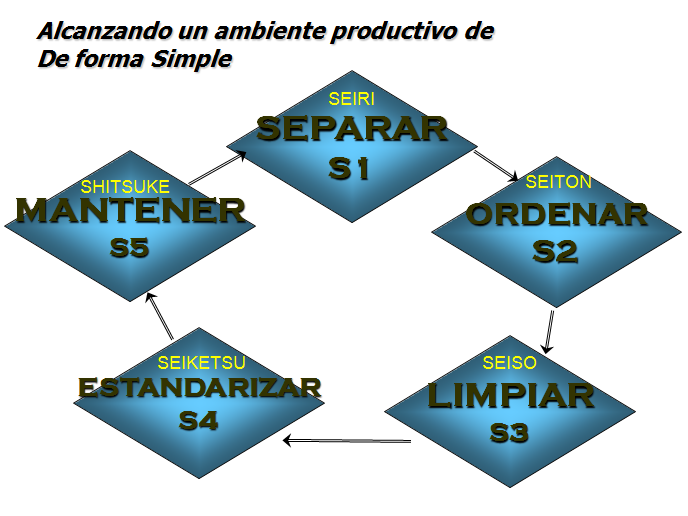 Alcanzando un ambiente productivo de
De forma Simple
SEIRI
SEPARAR
S1
SEITON
ORDENAR
S2
SEISO
LIMPIAR
S3
SEIKETSU
ESTANDARIZAR
S4
SHITSUKE
MANTENER
S5